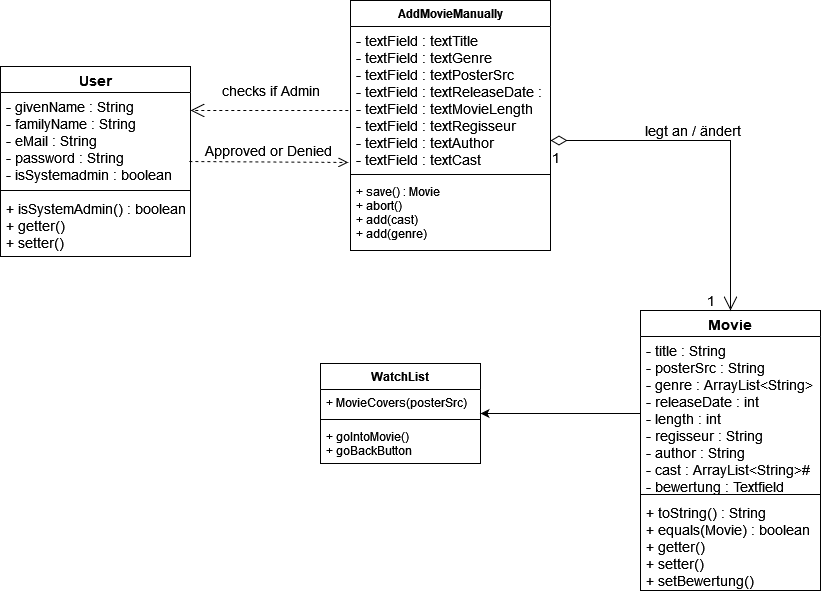 AddMovieManually
- textField : textTitle
- textField : textGenre
- textField : textPosterSrc
- textField : textReleaseDate :
- textField : textMovieLength
- textField : textRegisseur
- textField : textAuthor
- textField : textCast
+ save() : Movie
+ abort()
+ add(cast)
+ add(genre)
User
- givenName : String
- familyName : String
- eMail : String
- password : String
- isSystemadmin : boolean
+ isSystemAdmin() : boolean
+ getter()
+ setter()
checks if Admin
Approved or Denied
legt an / ändert
1
1
Movie
- title : String
- posterSrc : String
- genre : ArrayList<String>
- releaseDate : int
- length : int
- regisseur : String
- author : String
- cast : ArrayList<String>#
- bewertung : Textfield
+ toString() : String
+ equals(Movie) : boolean
+ getter()
+ setter()
+ setBewertung()
WatchList
+ MovieCovers(posterSrc)
+ goIntoMovie()
+ goBackButton